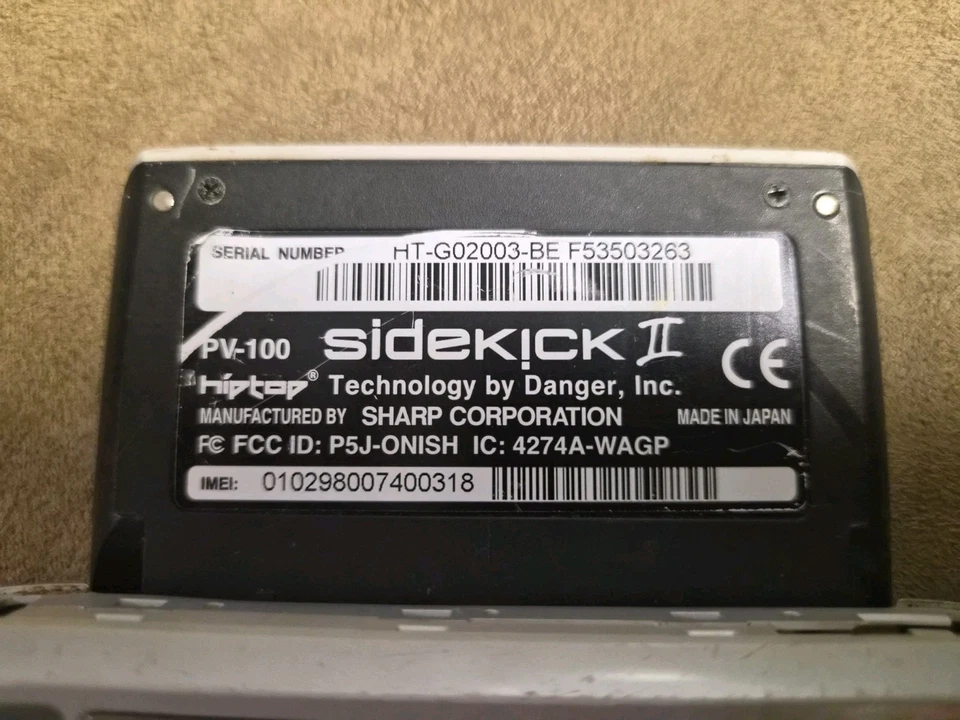 SERIAL NUMBER HT-G02003-BE F53503263
PV-100 sidekick II CE
hiptop® Technology by Danger, Inc.
MANUFACTURED BY SHARP CORPORATION MADE IN JAPAN
FC FCC ID: P5J-ONISH IC: 4274A-WAGP
IMEI: 010298007400318